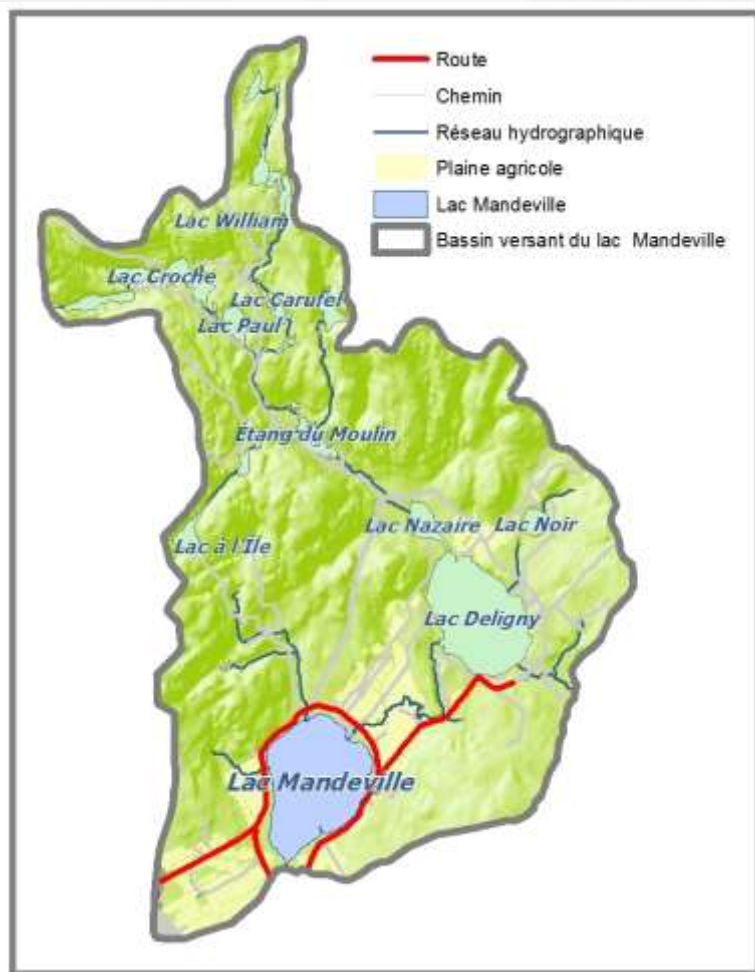 Route
Chemin
Réseau hydrographique
Plaine agricole
Lac Mandeville
Bassin versant du lac Mandeville
Lac William
Lac Croche
Lac Carufel
Lac Paul
Étang du Moulin
Lac Nazaire
Lac Noir
Lac à l'Ile
Lac Deligny
Lac Mandeville